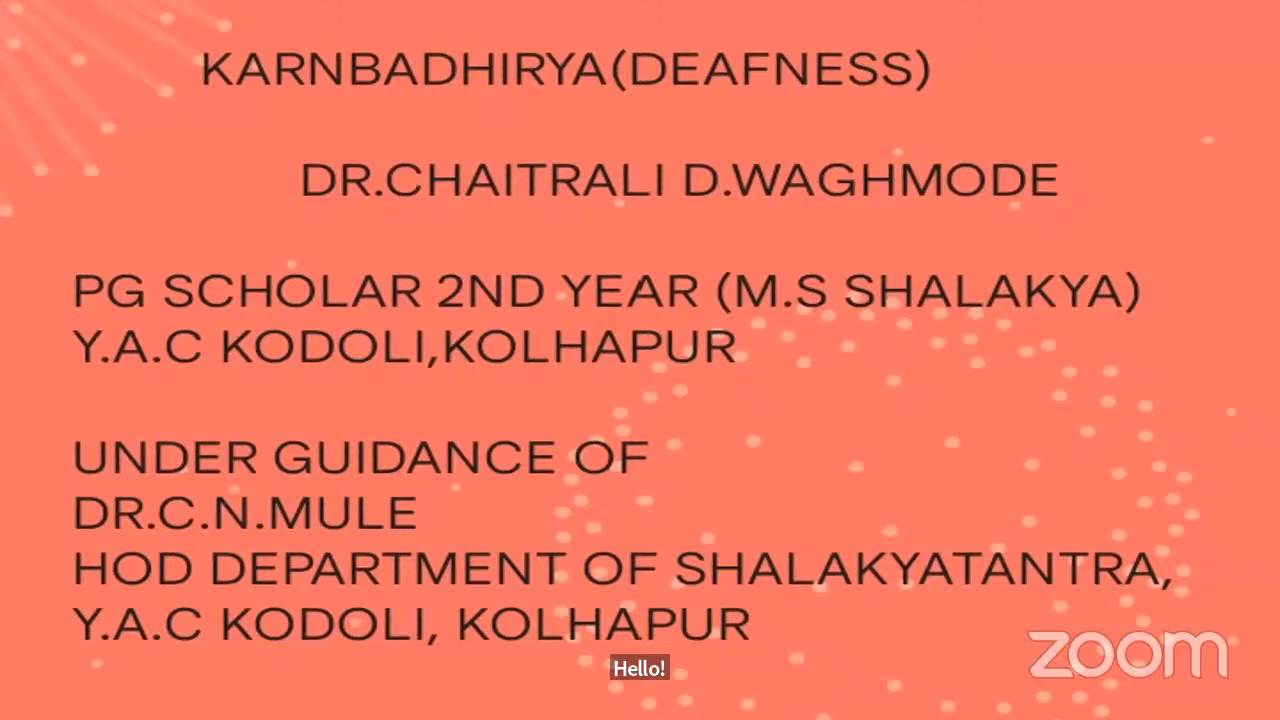 KARNBADHIRYA(DEAFNESS)
DR.CHAITRALI D.WAGHMODE
PG SCHOLAR 2ND YEAR (M.S SHALAKYA)
Y.A.C KODOLI,KOLHAPUR
UNDER GUIDANCE OF
DR.C.N.MULE
HOD DEPARTMENT OF SHALAKYATANTRA,
Y.A.C KODOLI, KOLHAPUR
zoom
Hello!